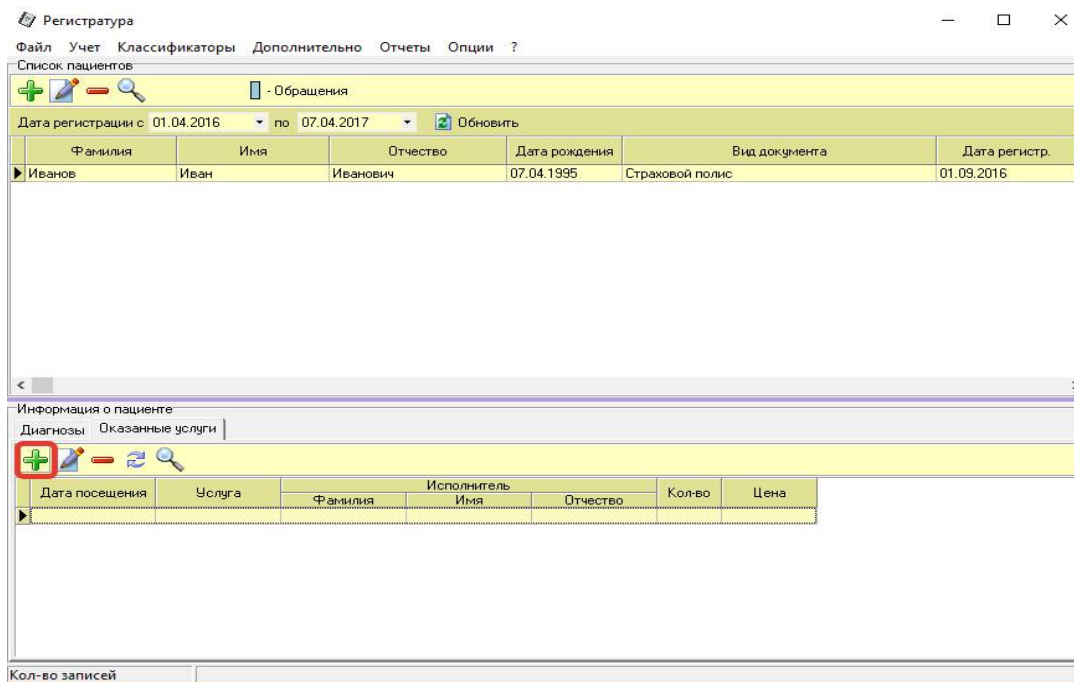 Регистратура
Файл Учет Классификаторы Дополнительно Отчеты Опции ?
Список пациентов
- Обращения
Дата регистрации с 01.04.2016 по 07.04.2017 Обновить
Фамилия Имя Отчество Дата рождения Вид документа Дата регистр.
Иванов Иван Иванович 07.04.1995 Страховой полис 01.09.2016
Информация о пациенте
Диагнозы Оказанные услуги
Дата посещения Услуга Исполнитель Кол-во Цена
Фамилия Имя Отчество
Кол-во записей